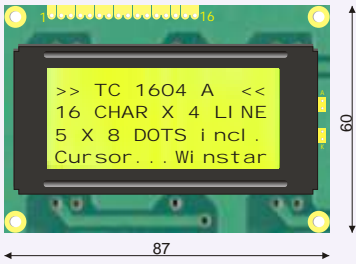 1 16
>> TC 1604 A <<
16 CHAR X 4 LINE
5 X 8 DOTS incl.
Cursor...Winstar
A
K
60
87